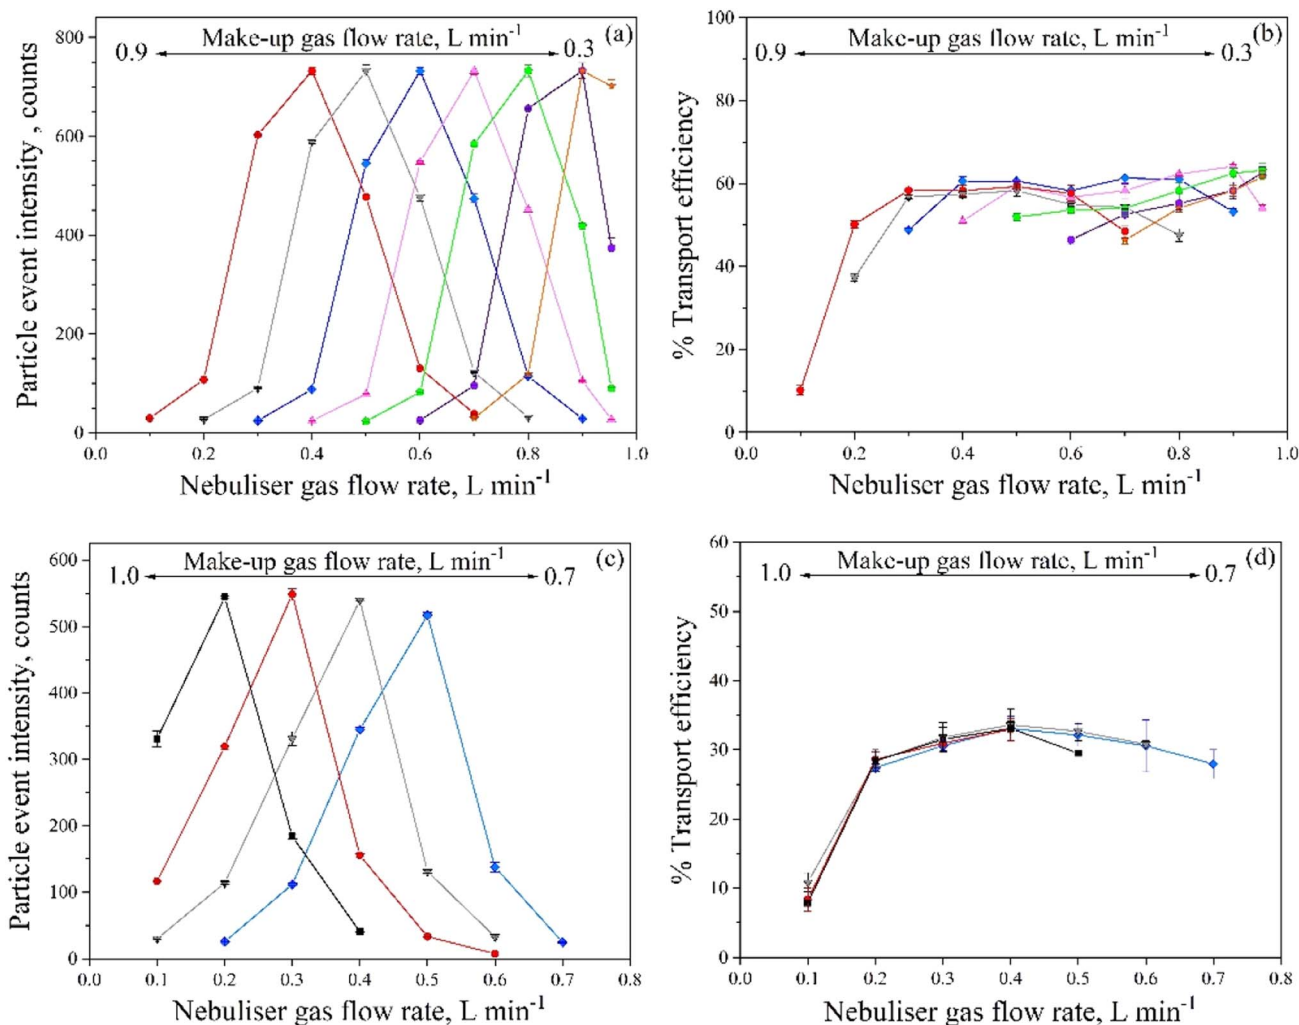 Make-up gas flow rate, L min⁻¹
(a)
0.9
0.3
800
600
400
200
0
0.0 0.2 0.4 0.6 0.8 1.0
Particle event intensity , counts
Nebuliser gas flow rate, L min⁻¹
Make-up gas flow rate, L min⁻¹
(b)
0.9
0.3
100
80
60
40
20
0
0.0 0.2 0.4 0.6 0.8 1.0
% Transport efficiency
Nebuliser gas flow rate, L min⁻¹
Make-up gas flow rate, L min⁻¹
(c)
1.0
0.7
600
500
400
300
200
100
0
0.0 0.1 0.2 0.3 0.4 0.5 0.6 0.7 0.8
Particle event intensity, counts
Nebuliser gas flow rate, L min⁻¹
Make-up gas flow rate, L min⁻¹
(d)
1.0
0.7
60
50
40
30
20
10
0
0.0 0.1 0.2 0.3 0.4 0.5 0.6 0.7 0.8
% Transport efficiency
Nebuliser gas flow rate, L min⁻¹